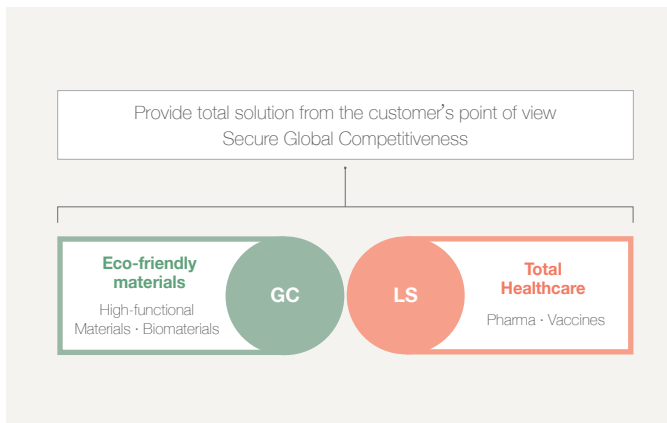 Provide total solution from the customer's point of view
Secure Global Competitiveness
Eco-friendly
materials
High-functional
Materials · Biomaterials
GC
LS
Total
Healthcare
Pharma · Vaccines